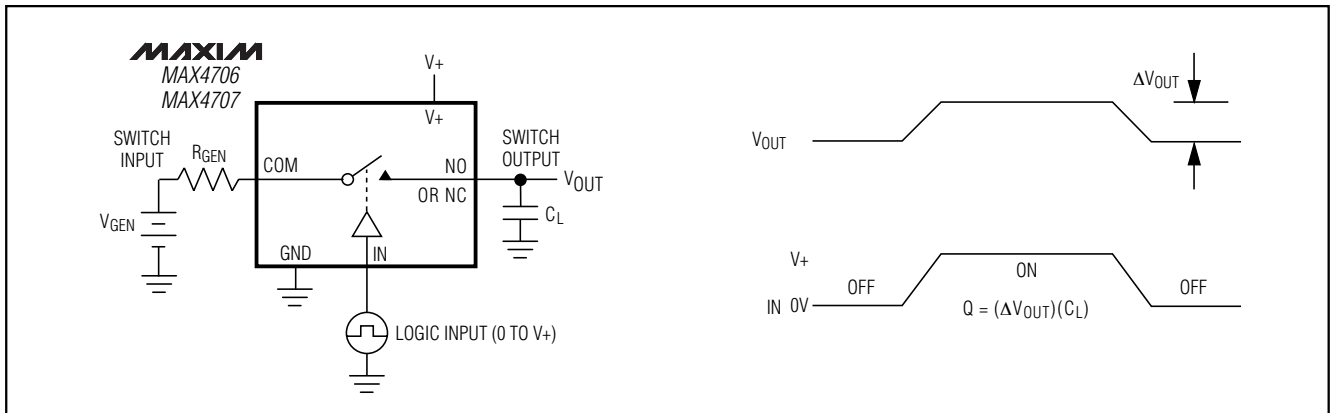 MAXIM
MAX4706
MAX4707
V+
V+
SWITCH
INPUT
RGEN
COM
NO
OR NC
SWITCH
OUTPUT
VOUT
CL
VGEN
GND
IN
LOGIC INPUT (0 TO V+)
ΔVOUT
VOUT
V+
IN 0V
OFF
ON
OFF
Q = (ΔVOUT)(CL)